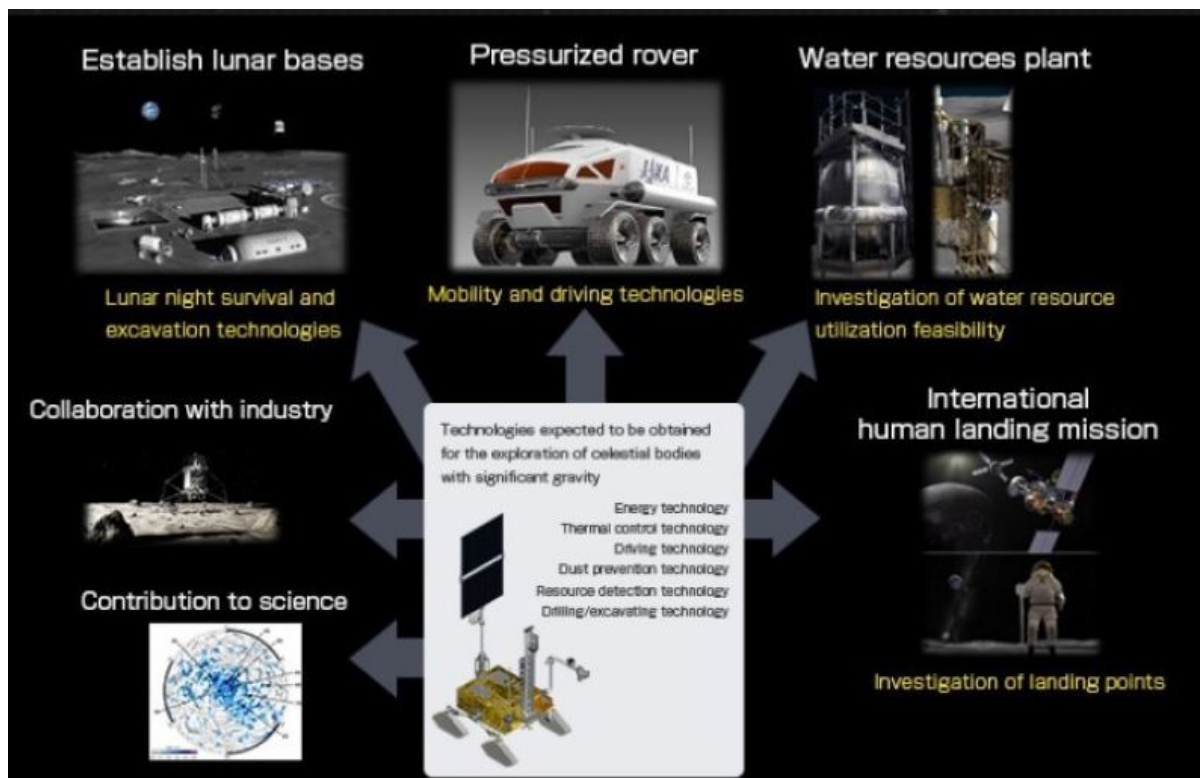 Establish lunar bases
Pressurized rover
Water resources plant
JAXA
Lunar night survival and
excavation technologies
Mobility and driving technologies
Investigation of water resource
utilization feasibility
Collaboration with industry
International
human landing mission
Technologies expected to be obtained
for the exploration of celestial bodies
with significant gravity
Energy technology
Thermal control technology
Driving technology
Dust prevention technology
Resource detection technology
Drilling/excavating technology
Contribution to science
Investigation of landing points